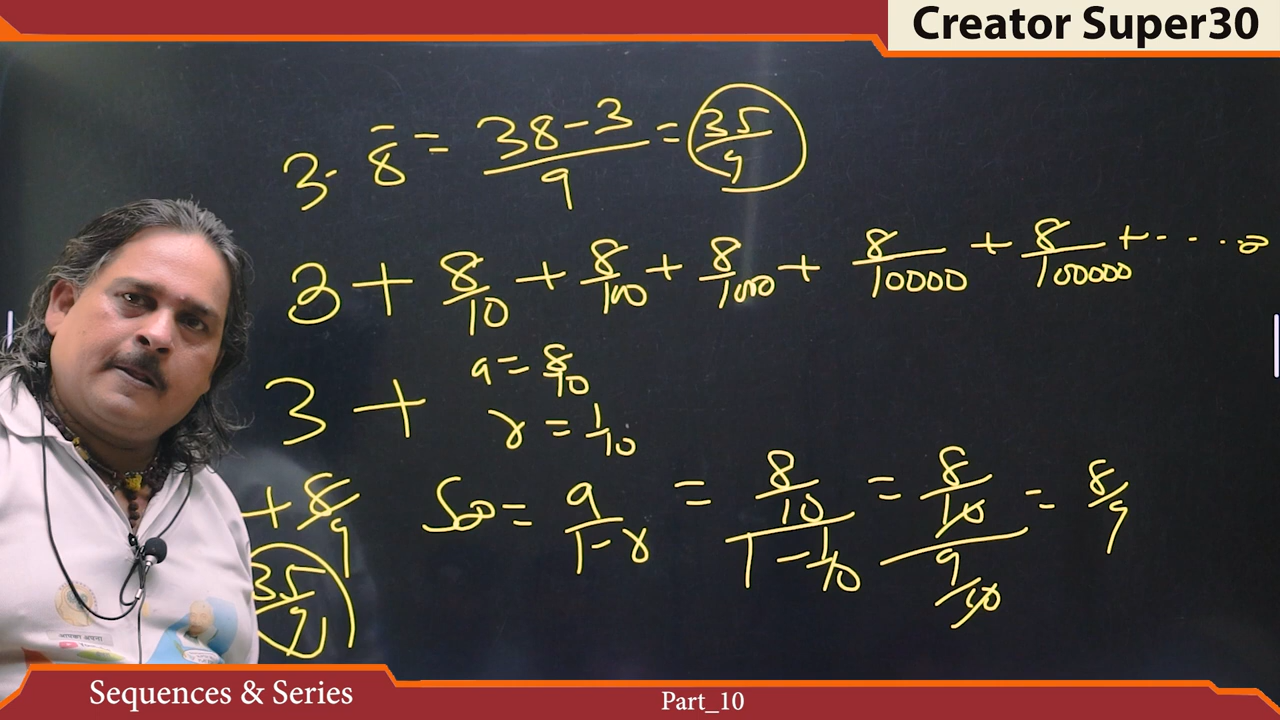 Creator Super30
3. 8̄ = (38-3)/9 = 35/9
3 + 8/10 + 8/100 + 8/1000 + 8/10000 + 8/100000 + ....∞
3 + a = 8/10
r = 1/10
+ 8/9 S∞ = a/(1-r) = (8/10)/(1-1/10) = (8/10)/(9/10) = 8/9
35/9
आपका अपना
Sequences & Series
Part_10